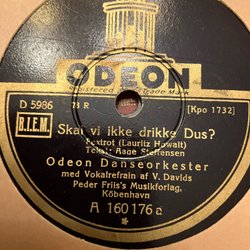 ODEON
Registered Trade Mark
D 5986
78 R
[Kpo 1732]
B.I.E.M.
Skal vi ikke drikke Dus?
Foxtrot (Lauritz Howalt)
Tekst: Aage Steffensen
Odeon Danseorkester
med Vokalrefrain af V. Davids
Peder Friis's Musikforlag,
København
A 160176 a